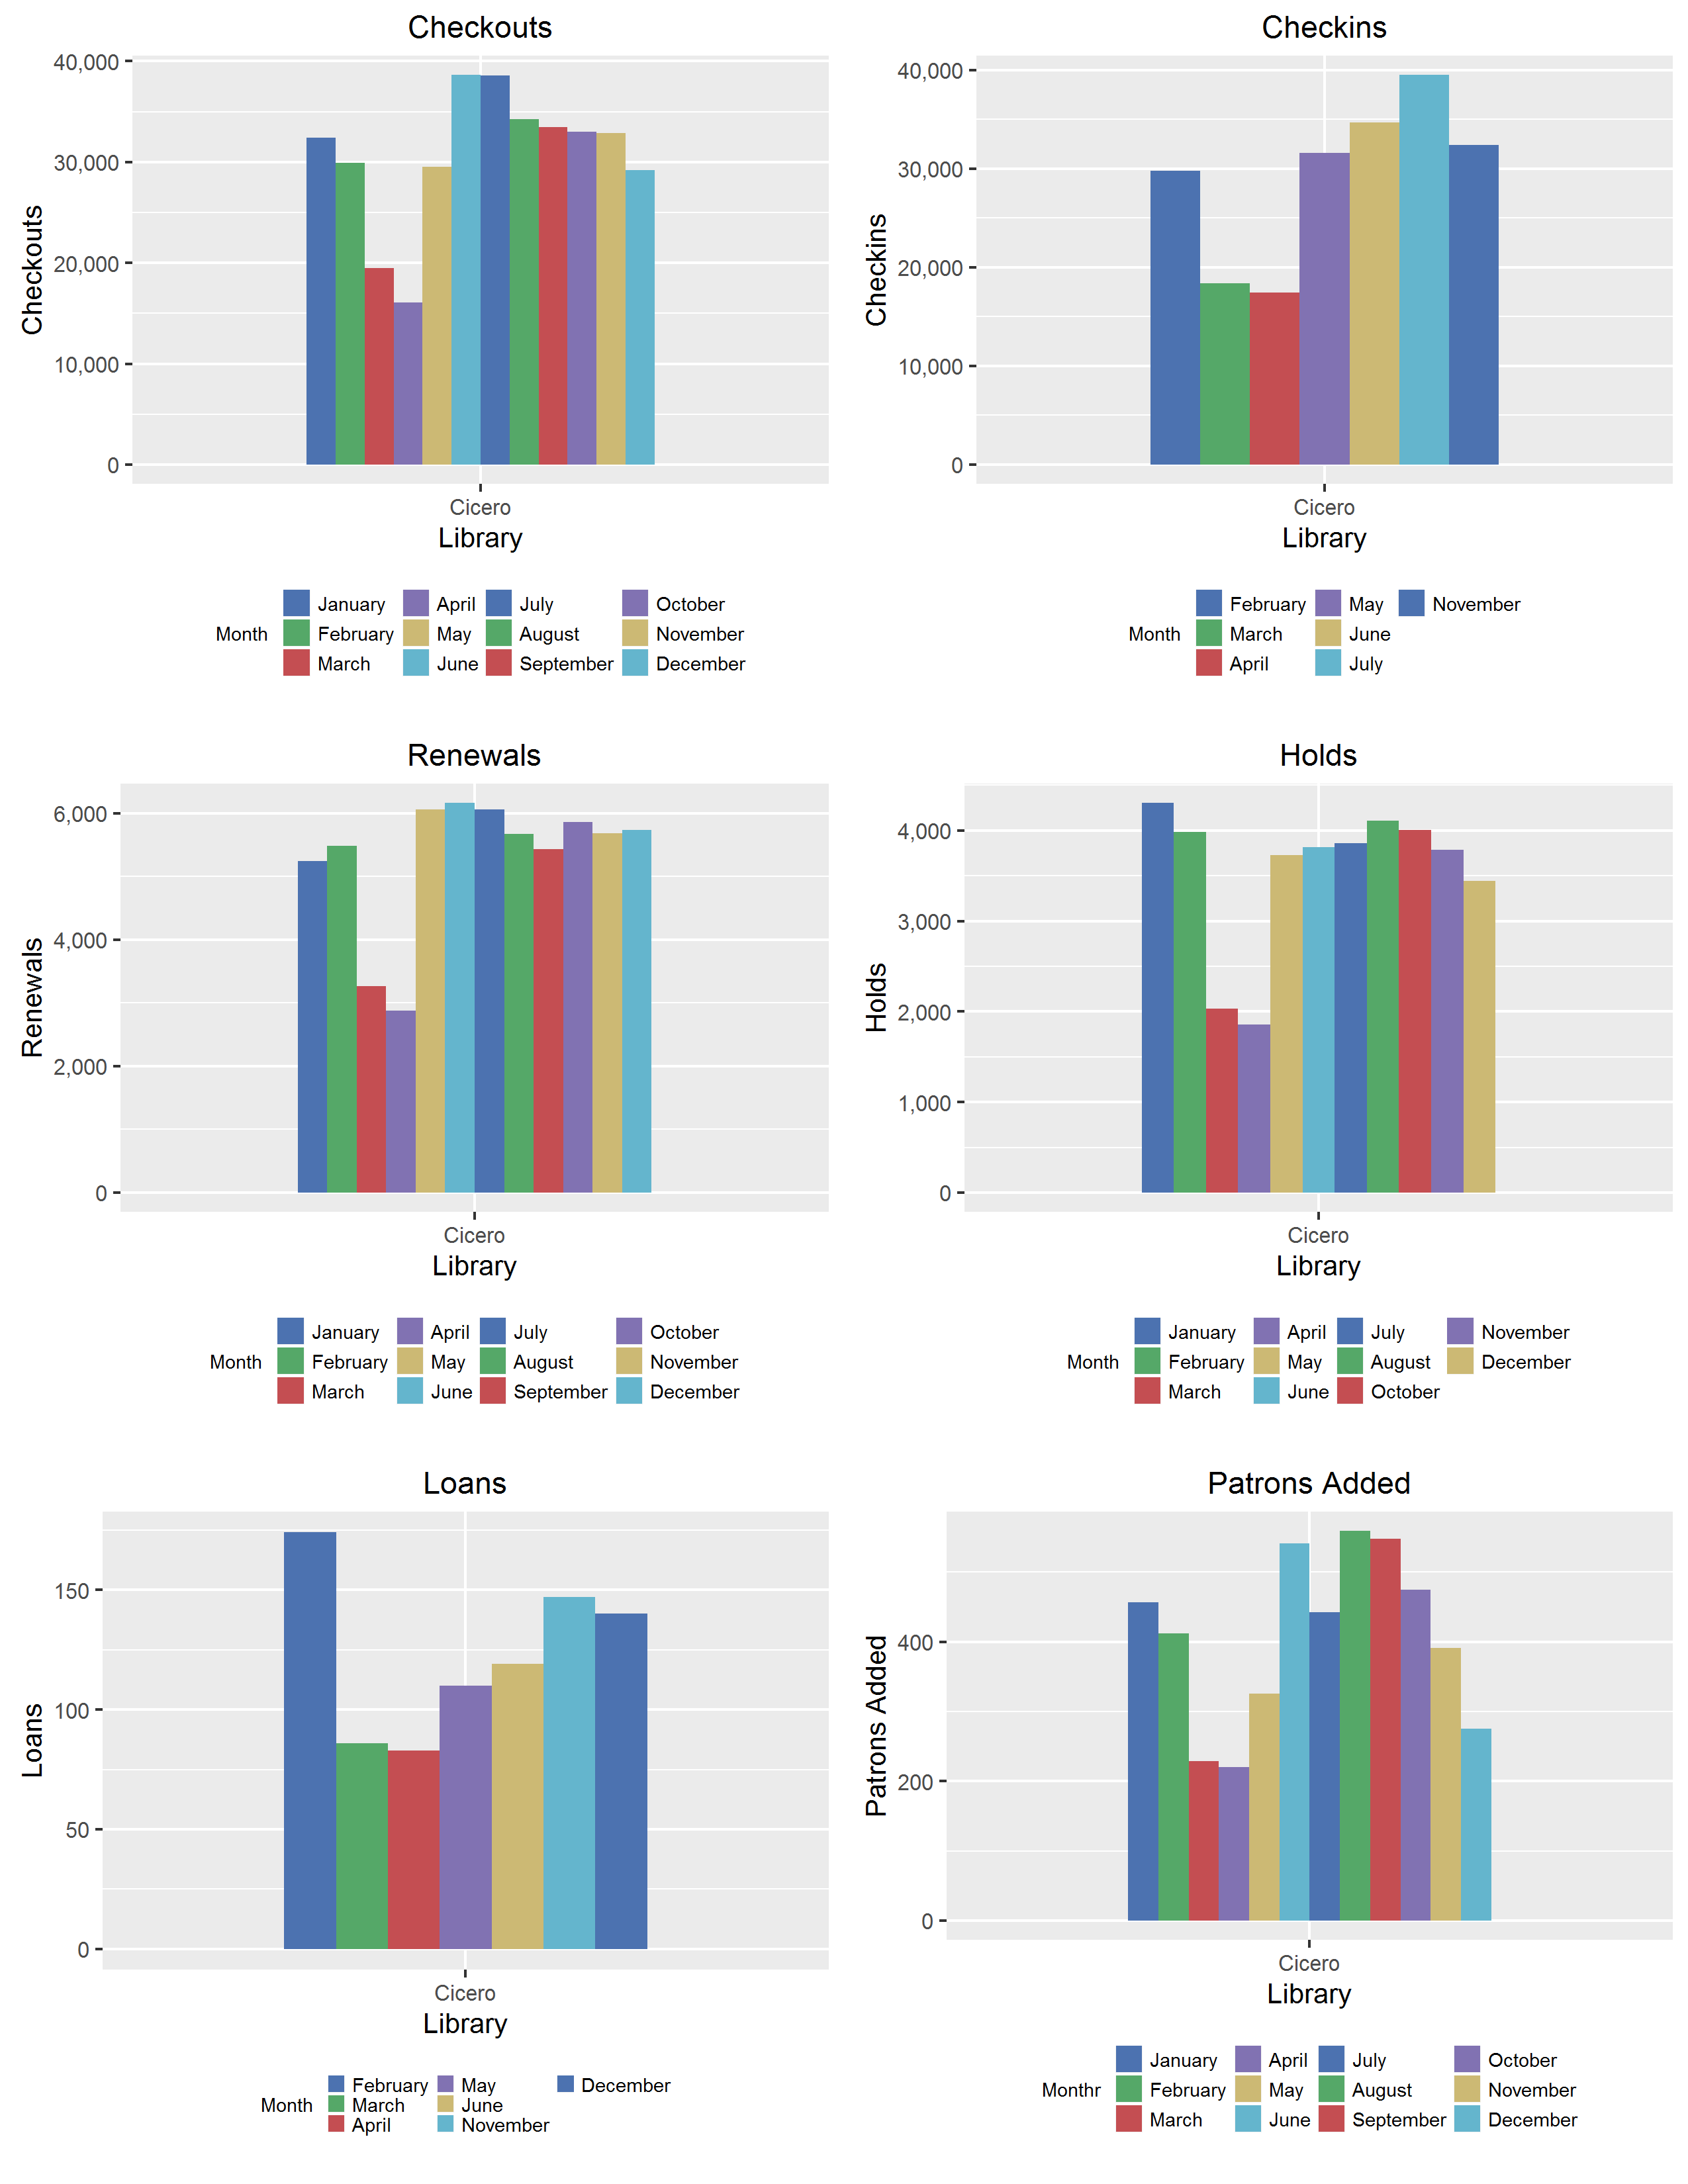 Checkouts
40,000
30,000
20,000
10,000
0
Checkouts
Cicero
Library
Month
January April July October
February May August November
March June September December
Checkins
40,000
30,000
20,000
10,000
0
Checkins
Cicero
Library
Month
February May November
March June
April July
Renewals
6,000
4,000
2,000
0
Renewals
Cicero
Library
Month
January April July October
February May August November
March June September December
Holds
4,000
3,000
2,000
1,000
0
Holds
Cicero
Library
Month
January April July November
February May August December
March June October
Loans
150
100
50
0
Loans
Cicero
Library
Month
February May December
March June
April November
Patrons Added
400
200
0
Patrons Added
Cicero
Library
Monthr
January April July October
February May August November
March June September December